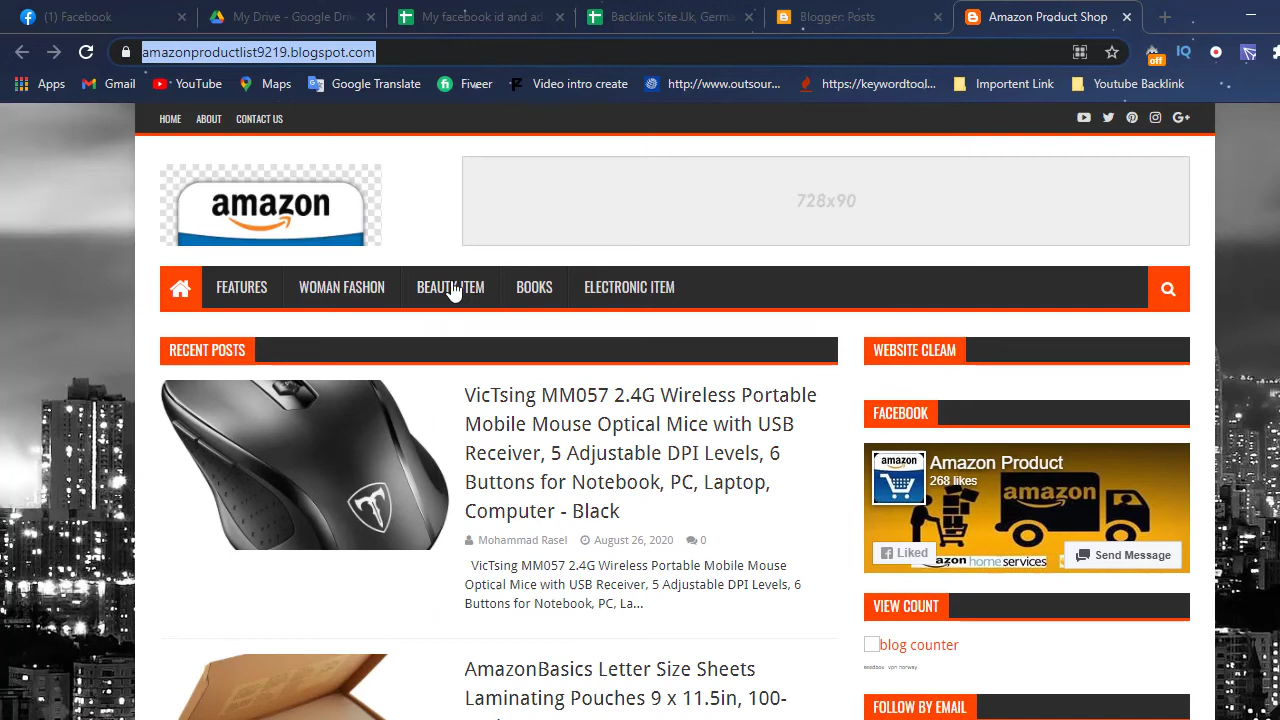 (1) Facebook
My Drive - Google Driv
My facebook id and ad
Backlink Site.Uk, Germa
Blogger: Posts
Amazon Product Shop
amazonproductlist9219.blogspot.com
off
IQ
Apps
Gmail
YouTube
Maps
Google Translate
Fiveer
Video intro create
http://www.outsour...
https://keywordtool...
Importent Link
Youtube Backlink
HOME
ABOUT
CONTACT US
amazon
728x90
FEATURES
WOMAN FASHON
BEAUTY ITEM
BOOKS
ELECTRONIC ITEM
RECENT POSTS
VicTsing MM057 2.4G Wireless Portable
Mobile Mouse Optical Mice with USB
Receiver, 5 Adjustable DPI Levels, 6
Buttons for Notebook, PC, Laptop,
Computer - Black
Mohammad Rasel
August 26, 2020
0
VicTsing MM057 2.4G Wireless Portable Mobile Mouse
Optical Mice with USB Receiver, 5 Adjustable DPI Levels, 6
Buttons for Notebook, PC, La...
AmazonBasics Letter Size Sheets
Laminating Pouches 9 x 11.5in, 100-
WEBSITE CLEAM
FACEBOOK
amazon
Amazon Product
268 likes
amazon
Liked
azon home services
Send Message
VIEW COUNT
blog counter
FOLLOW BY EMAIL